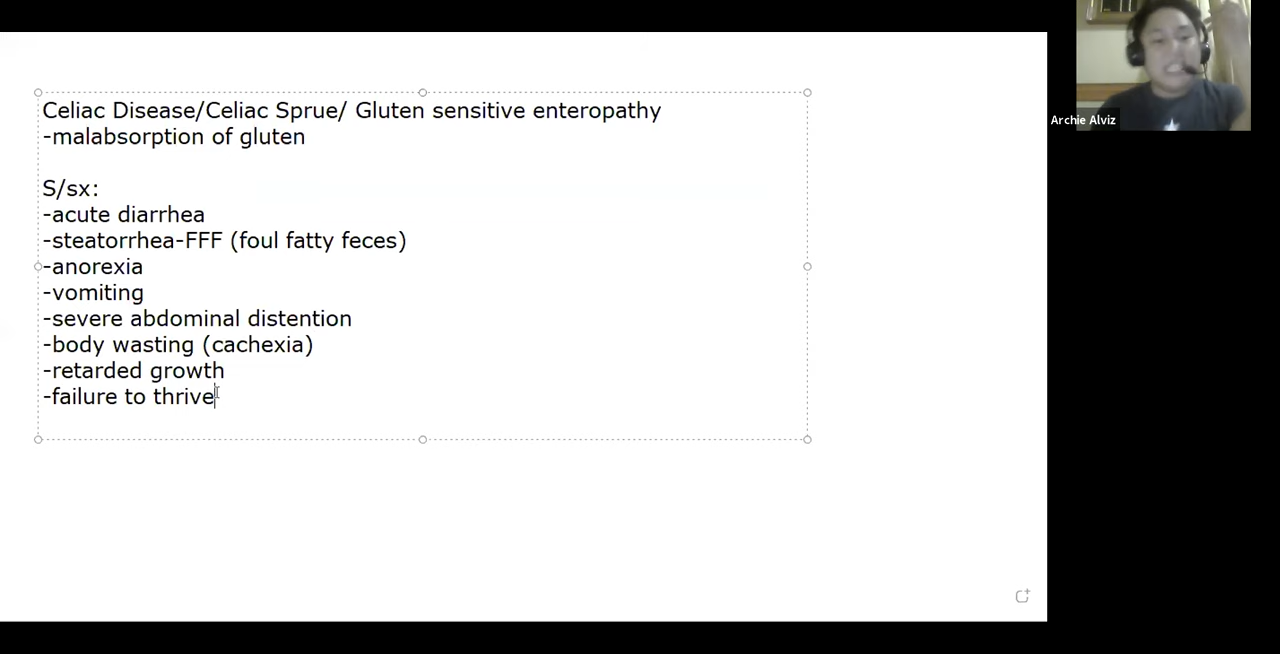 Celiac Disease/Celiac Sprue/ Gluten sensitive enteropathy
-malabsorption of gluten
S/sx:
-acute diarrhea
-steatorrhea-FFF (foul fatty feces)
-anorexia
-vomiting
-severe abdominal distention
-body wasting (cachexia)
-retarded growth
-failure to thrive
Archie Alviz